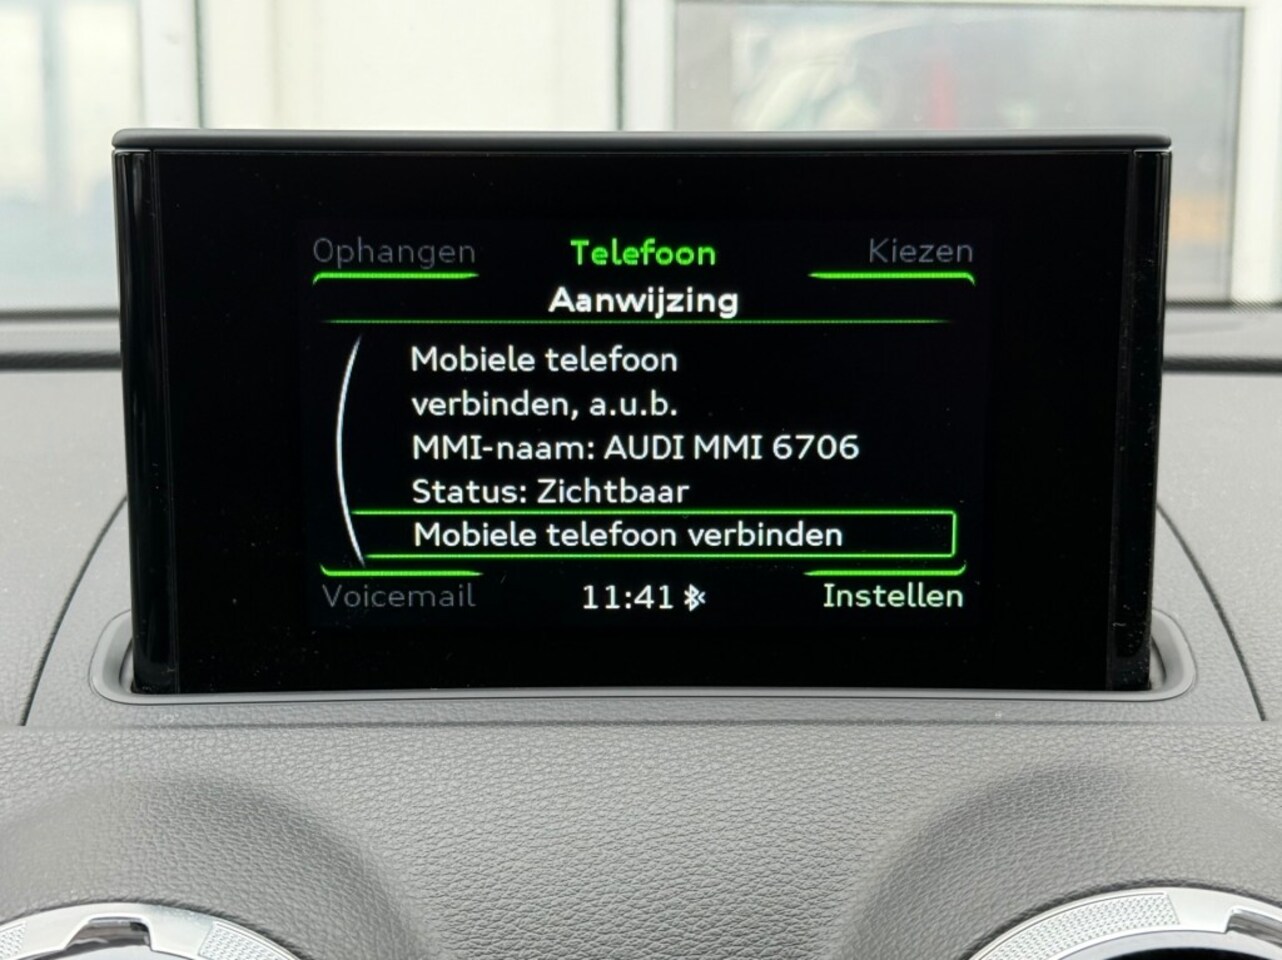 Ophangen Telefoon Kiezen
Aanwijzing
Mobiele telefoon
verbinden, a.u.b.
MMI-naam: AUDI MMI 6706
Status: Zichtbaar
Mobiele telefoon verbinden
Voicemail 11:41 Instellen